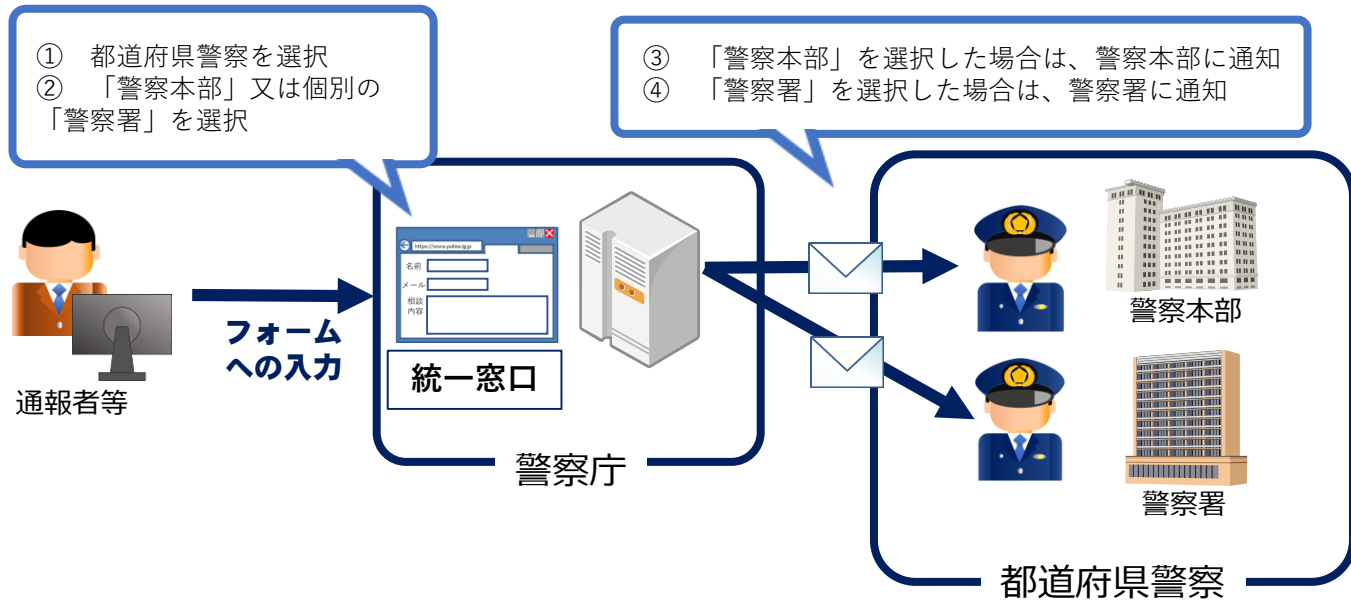 ① 都道府県警察を選択
② 「警察本部」又は個別の
「警察署」を選択
③ 「警察本部」を選択した場合は、警察本部に通知
④ 「警察署」を選択した場合は、警察署に通知
通報者等
フォーム
への入力
名前
メール
相談
内容
統一窓口
警察庁
警察本部
警察署
都道府県警察